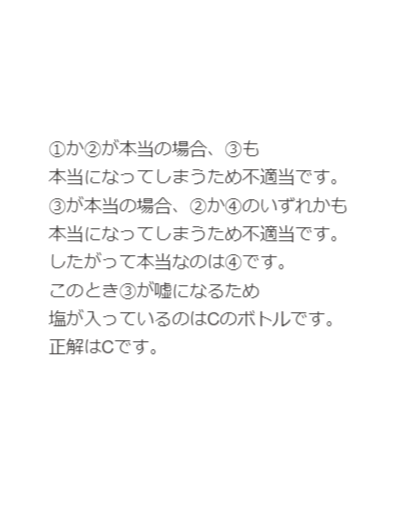 ①か②が本当の場合、③も
本当になってしまうため不適当です。
③が本当の場合、②か④のいずれかも
本当になってしまうため不適当です。
したがって本当なのは④です。
このとき③が嘘になるため
塩が入っているのはCのボトルです。
正解はCです。